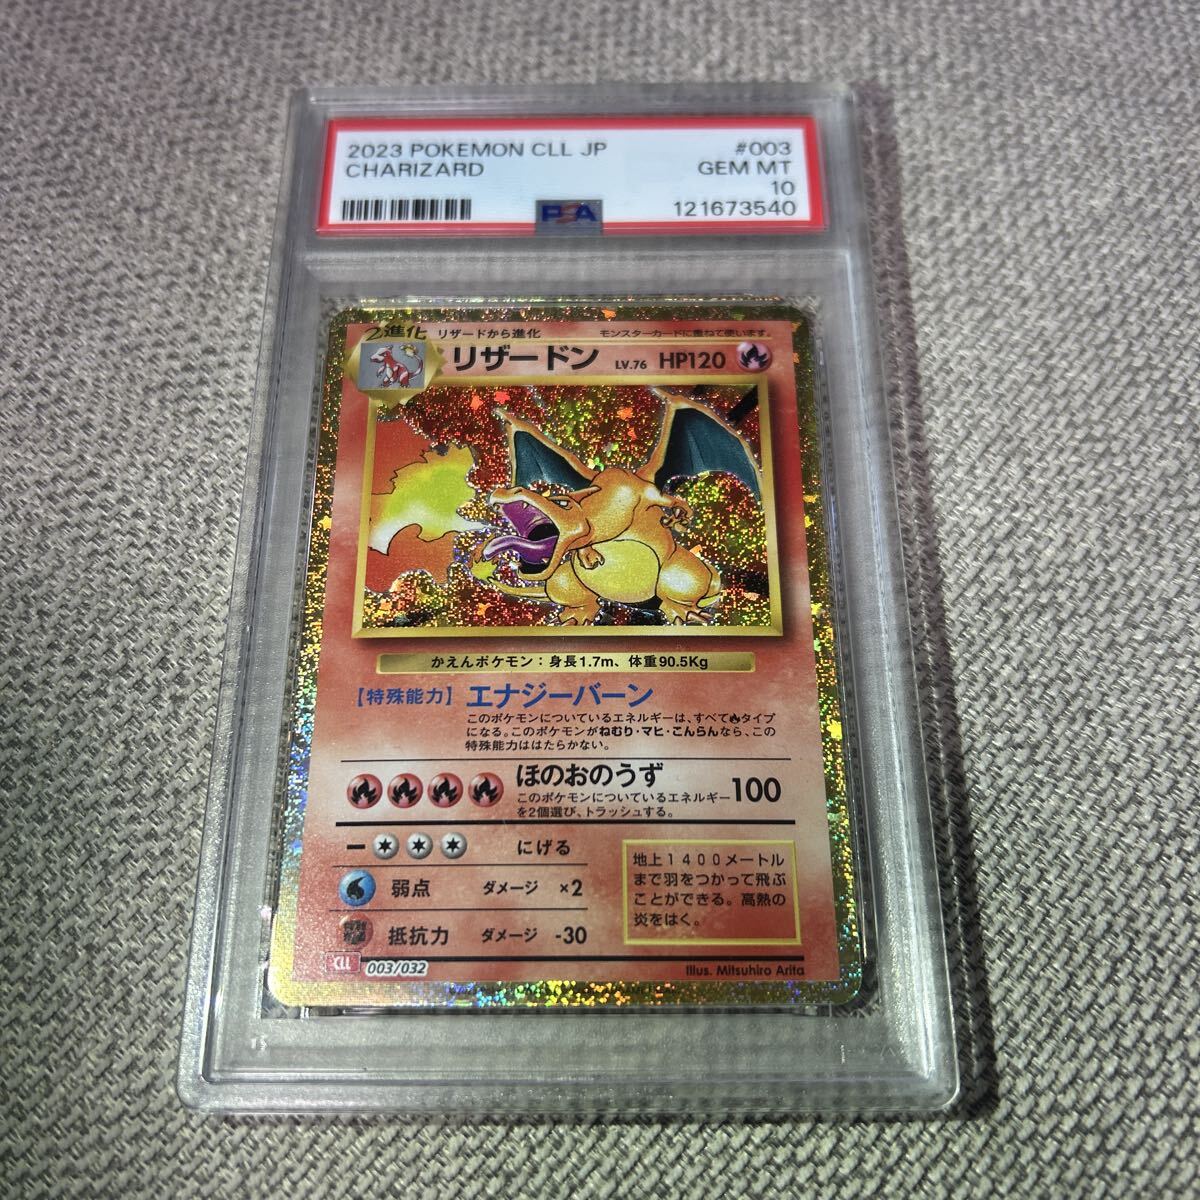 2023 POKEMON CLL JP #003
CHARIZARD GEM MT
10
PSA 121673540
2進化 リザードから進化 モンスターカードに重ねて使います。
リザードン LV.76 HP120
かえんポケモン：身長1.7m、体重90.5Kg
【特殊能力】エナジーバーン
このポケモンについているエネルギーは、すべて タイプ
になる。このポケモンがねむり・マヒ・こんらんなら、この
特殊能力ははたらかない。
ほのおのうず 100
このポケモンについているエネルギー
を2個選び、トラッシュする。
にげる
弱点 ダメージ ×2
抵抗力 ダメージ -30
地上1400メートル
まで羽をつかって飛ぶ
ことができる。高熱の
炎をはく。
CLL 003/032 Illus. Mitsuhiro Arita